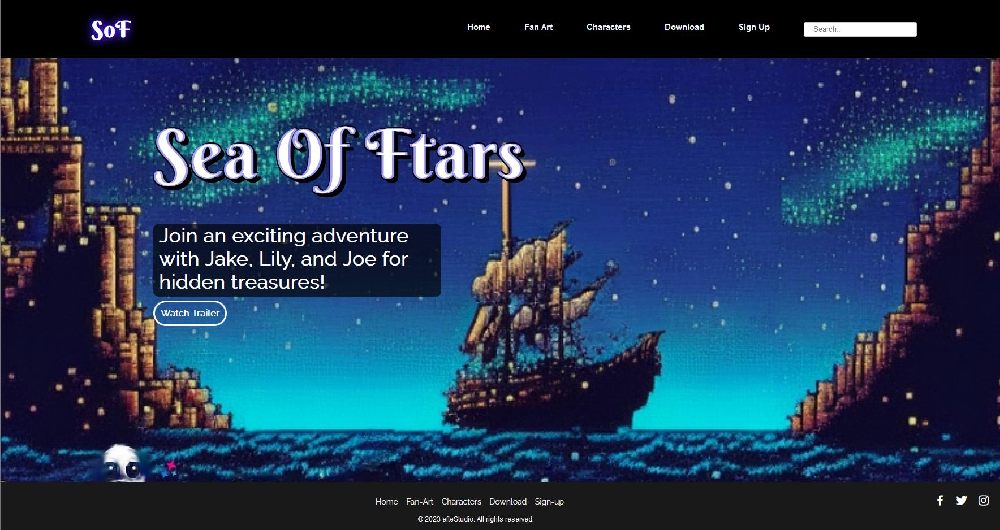 SoF
Home Fan Art Characters Download Sign Up Search..
Sea Of Ftars
Join an exciting adventure
with Jake, Lily, and Joe for
hidden treasures!
Watch Trailer
Home Fan-Art Characters Download Sign-up
© 2023 efteStudio. All rights reserved.